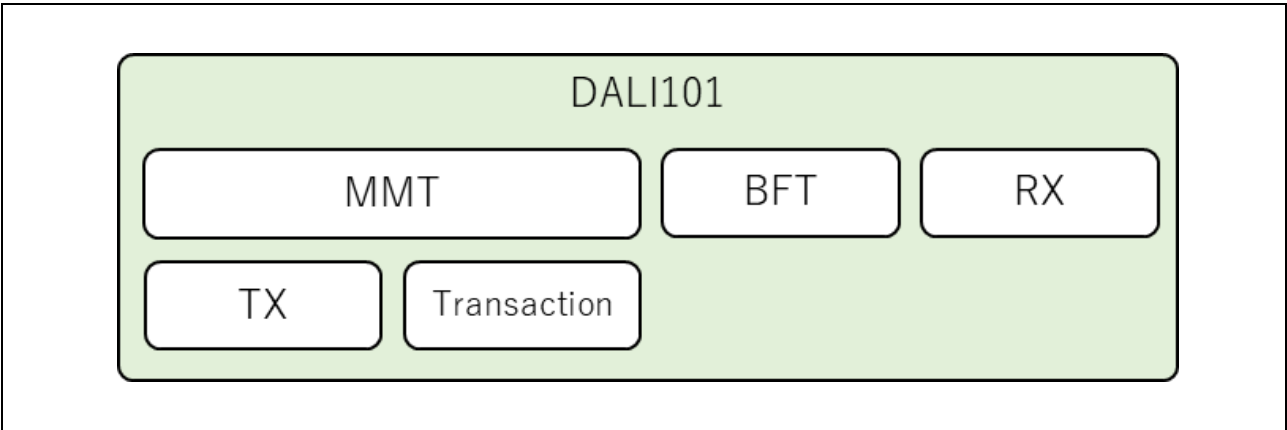 DALI101
MMT
BFT
RX
TX
Transaction